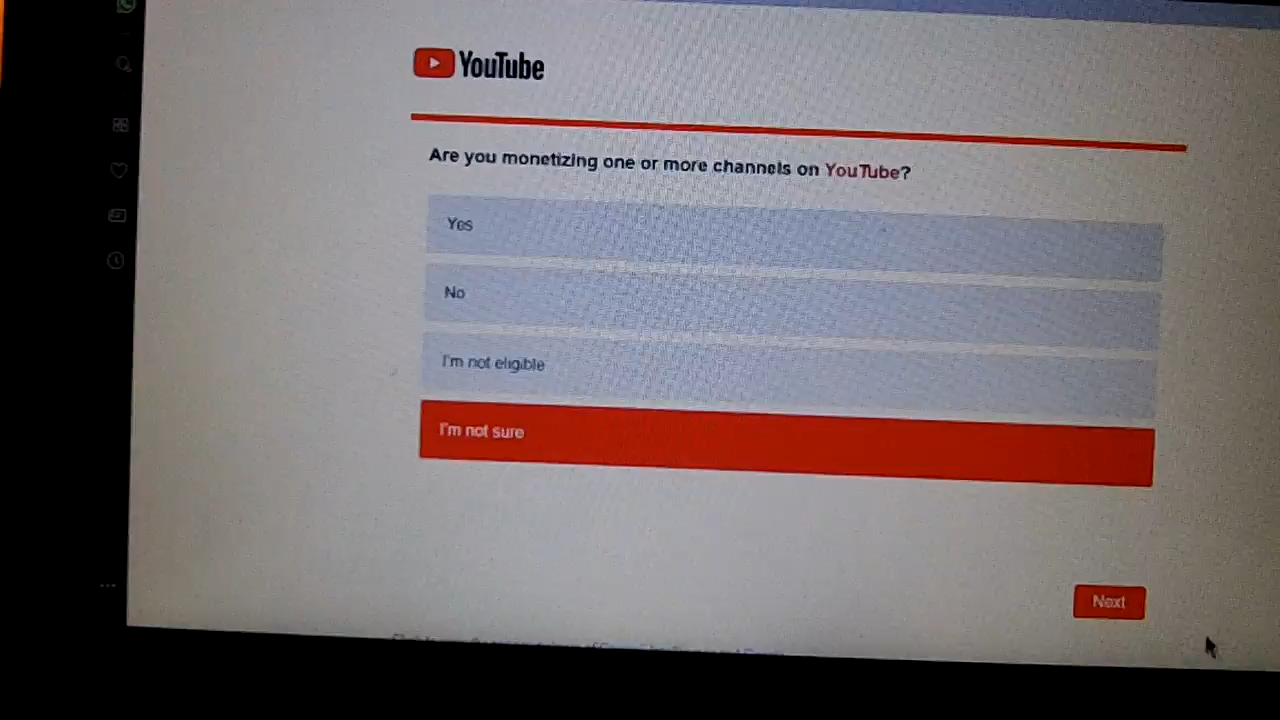 YouTube
Are you monetizing one or more channels on YouTube?
Yes
No
I'm not eligible
I'm not sure
Next